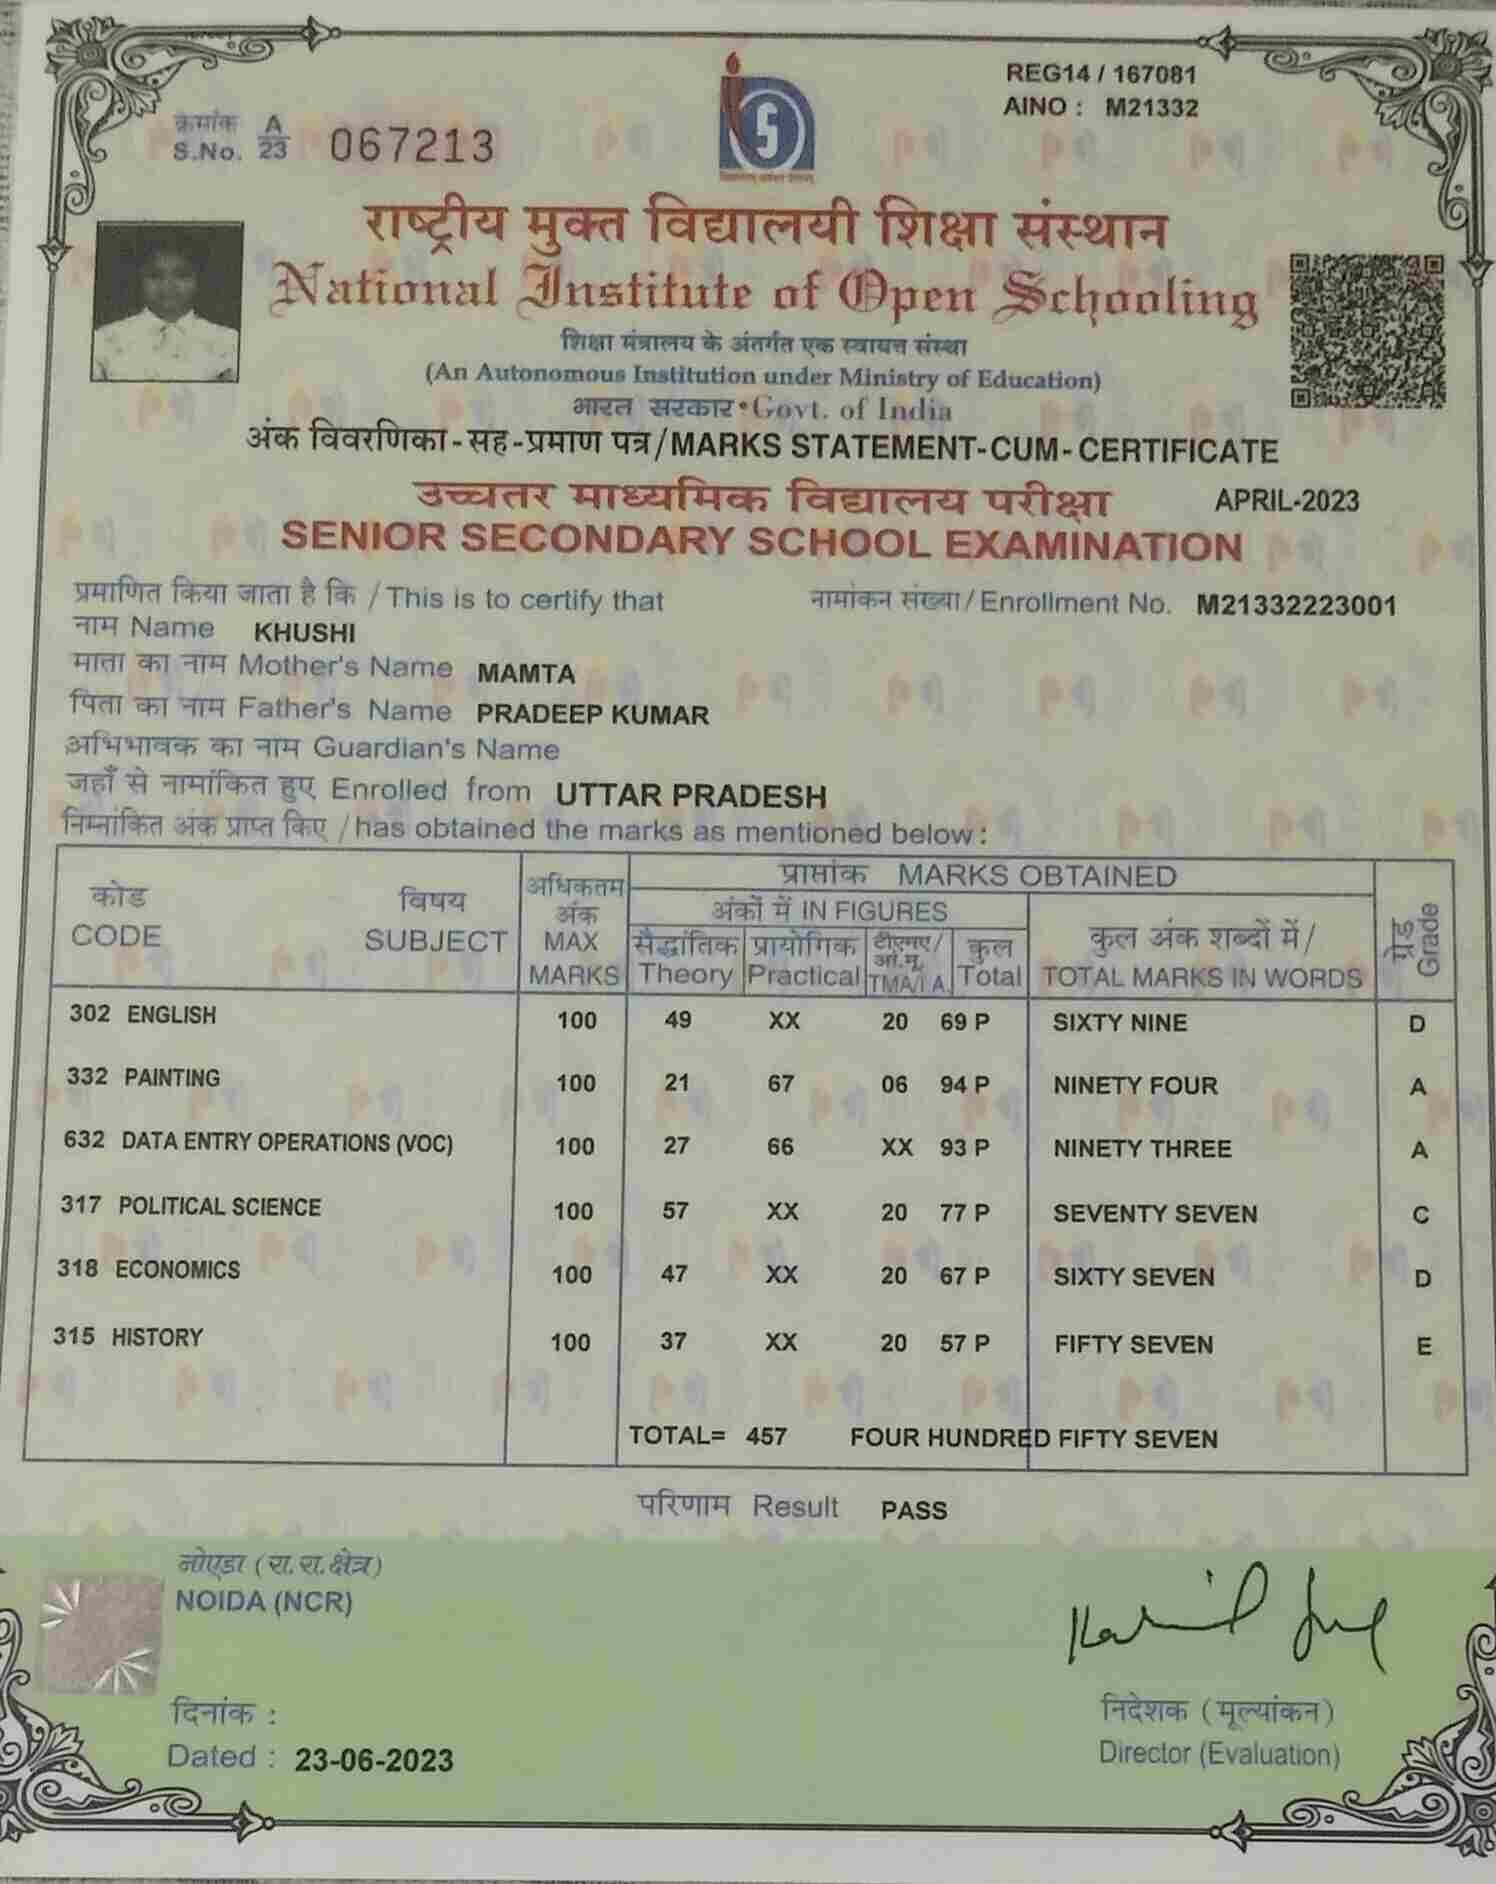 REG14 / 167081
AINO : M21332
क्रमांक A
S.No. 23 067213
राष्ट्रीय मुक्त विद्यालयी शिक्षा संस्थान
National Institute of Open Schooling
शिक्षा मंत्रालय के अंतर्गत एक स्वायत्त संस्था
(An Autonomous Institution under Ministry of Education)
भारत सरकार•Govt. of India
अंक विवरणिका-सह-प्रमाण पत्र/MARKS STATEMENT-CUM-CERTIFICATE
उच्चतर माध्यमिक विद्यालय परीक्षा APRIL-2023
SENIOR SECONDARY SCHOOL EXAMINATION
प्रमाणित किया जाता है कि / This is to certify that नामांकन संख्या/Enrollment No. M21332223001
नाम Name KHUSHI
माता का नाम Mother's Name MAMTA
पिता का नाम Father's Name PRADEEP KUMAR
अभिभावक का नाम Guardian's Name
जहाँ से नामांकित हुए Enrolled from UTTAR PRADESH
निम्नांकित अंक प्राप्त किए / has obtained the marks as mentioned below :
कोड विषय अधिकतम अंक प्राप्तांक MARKS OBTAINED
CODE SUBJECT MAX MARKS अंकों में IN FIGURES कुल अंक शब्दों में/ ग्रेड Grade
सैद्धांतिक प्रायोगिक टीएमए/आं.मू. कुल
Theory Practical TMA/I A. Total TOTAL MARKS IN WORDS
302 ENGLISH 100 49 XX 20 69 P SIXTY NINE D
332 PAINTING 100 21 67 06 94 P NINETY FOUR A
632 DATA ENTRY OPERATIONS (VOC) 100 27 66 XX 93 P NINETY THREE A
317 POLITICAL SCIENCE 100 57 XX 20 77 P SEVENTY SEVEN C
318 ECONOMICS 100 47 XX 20 67 P SIXTY SEVEN D
315 HISTORY 100 37 XX 20 57 P FIFTY SEVEN E
TOTAL= 457 FOUR HUNDRED FIFTY SEVEN
परिणाम Result PASS
नोएडा (रा.रा.क्षेत्र)
NOIDA (NCR)
दिनांक :
Dated : 23-06-2023
निदेशक (मूल्यांकन)
Director (Evaluation)